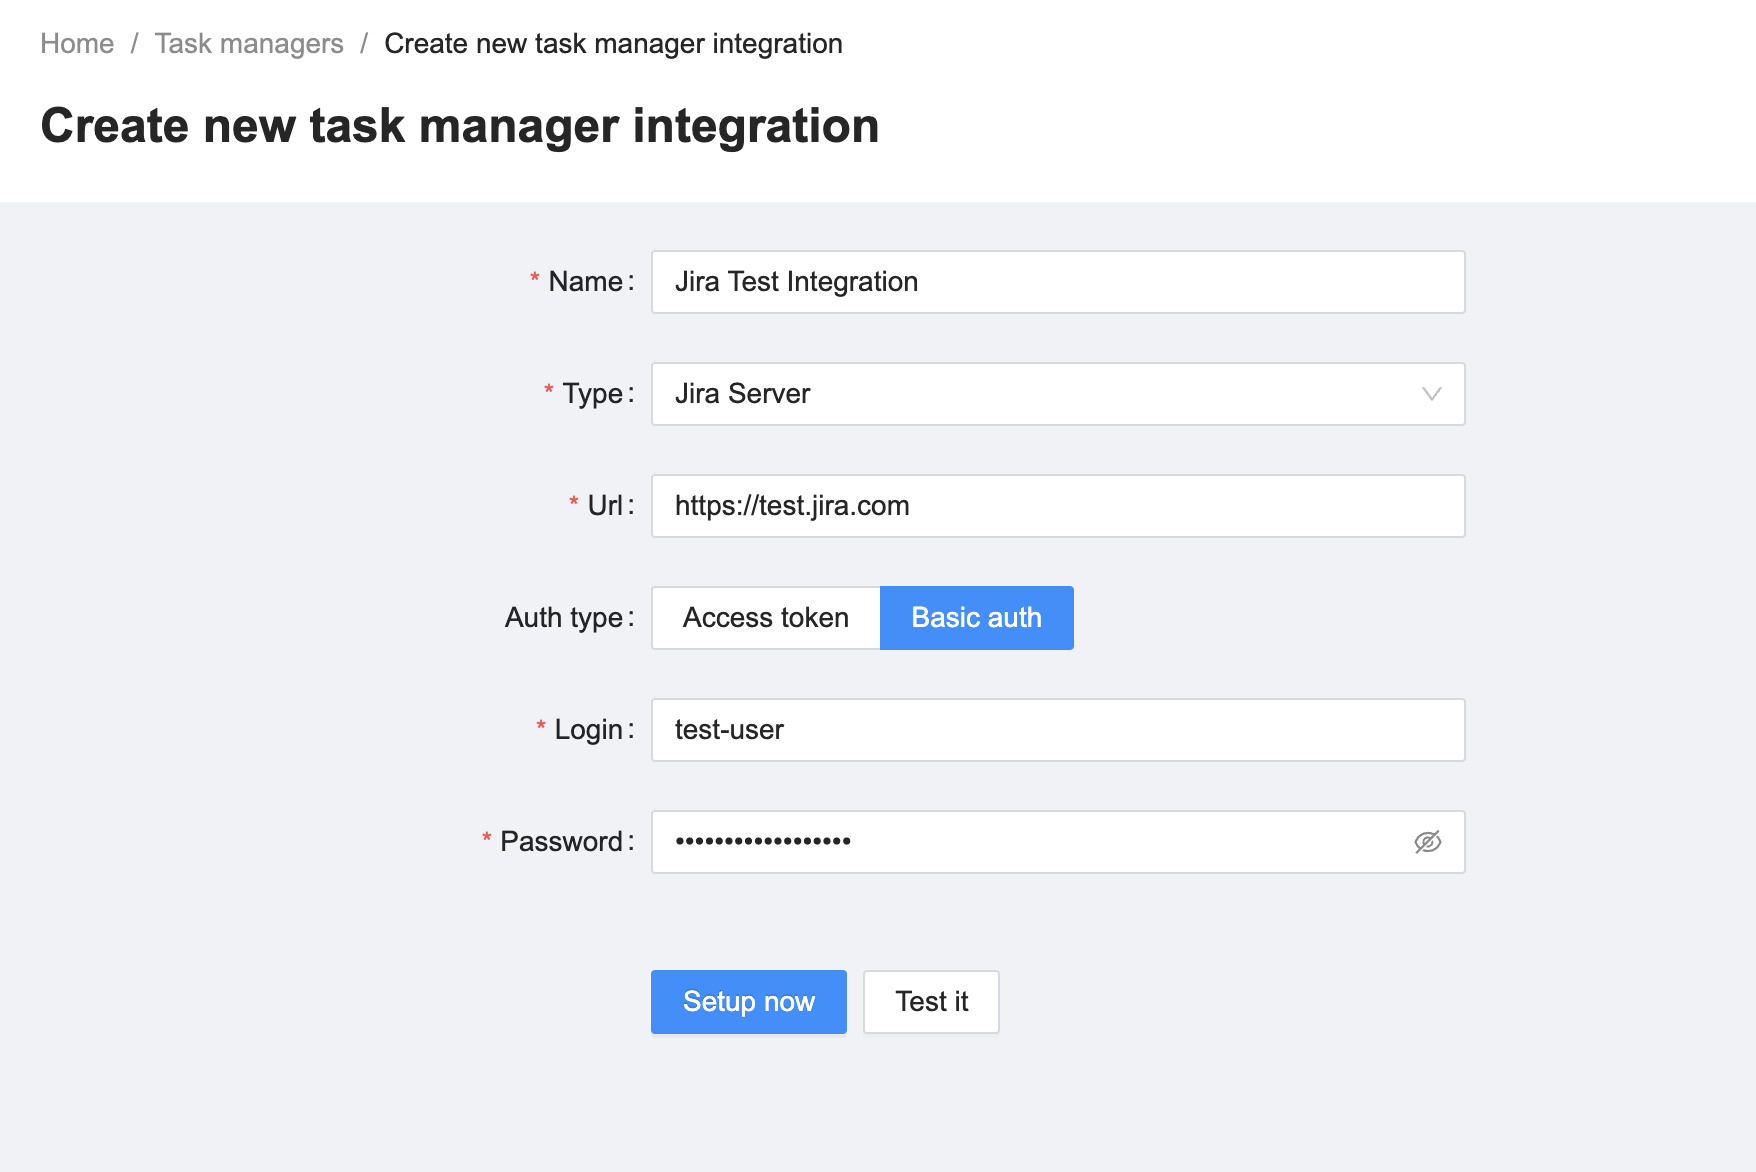 Home / Task managers / Create new task manager integration
Create new task manager integration
* Name: Jira Test Integration
* Type: Jira Server
* Url: https://test.jira.com
Auth type: Access token Basic auth
* Login: test-user
* Password: ••••••••••••••••••
Setup now Test it